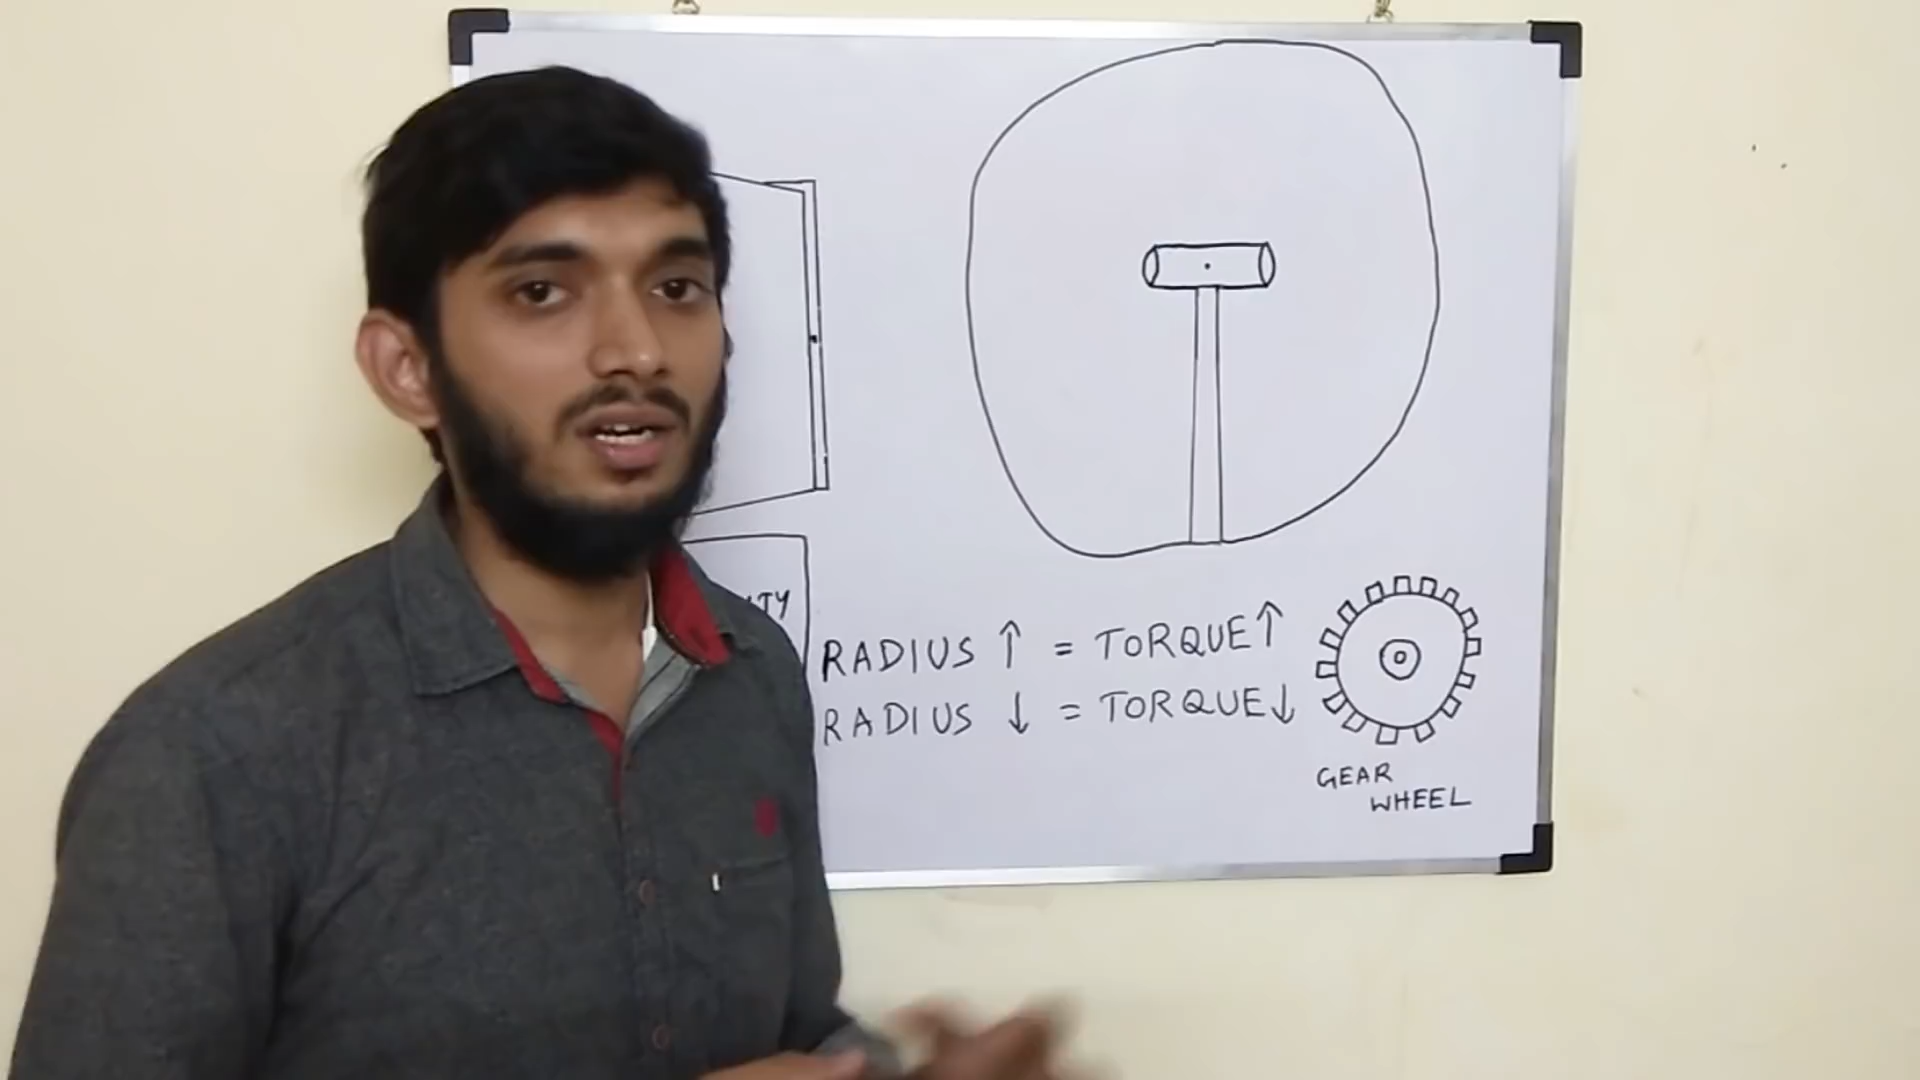 RADIUS ↑ = TORQUE ↑
RADIUS ↓ = TORQUE ↓
GEAR
WHEEL